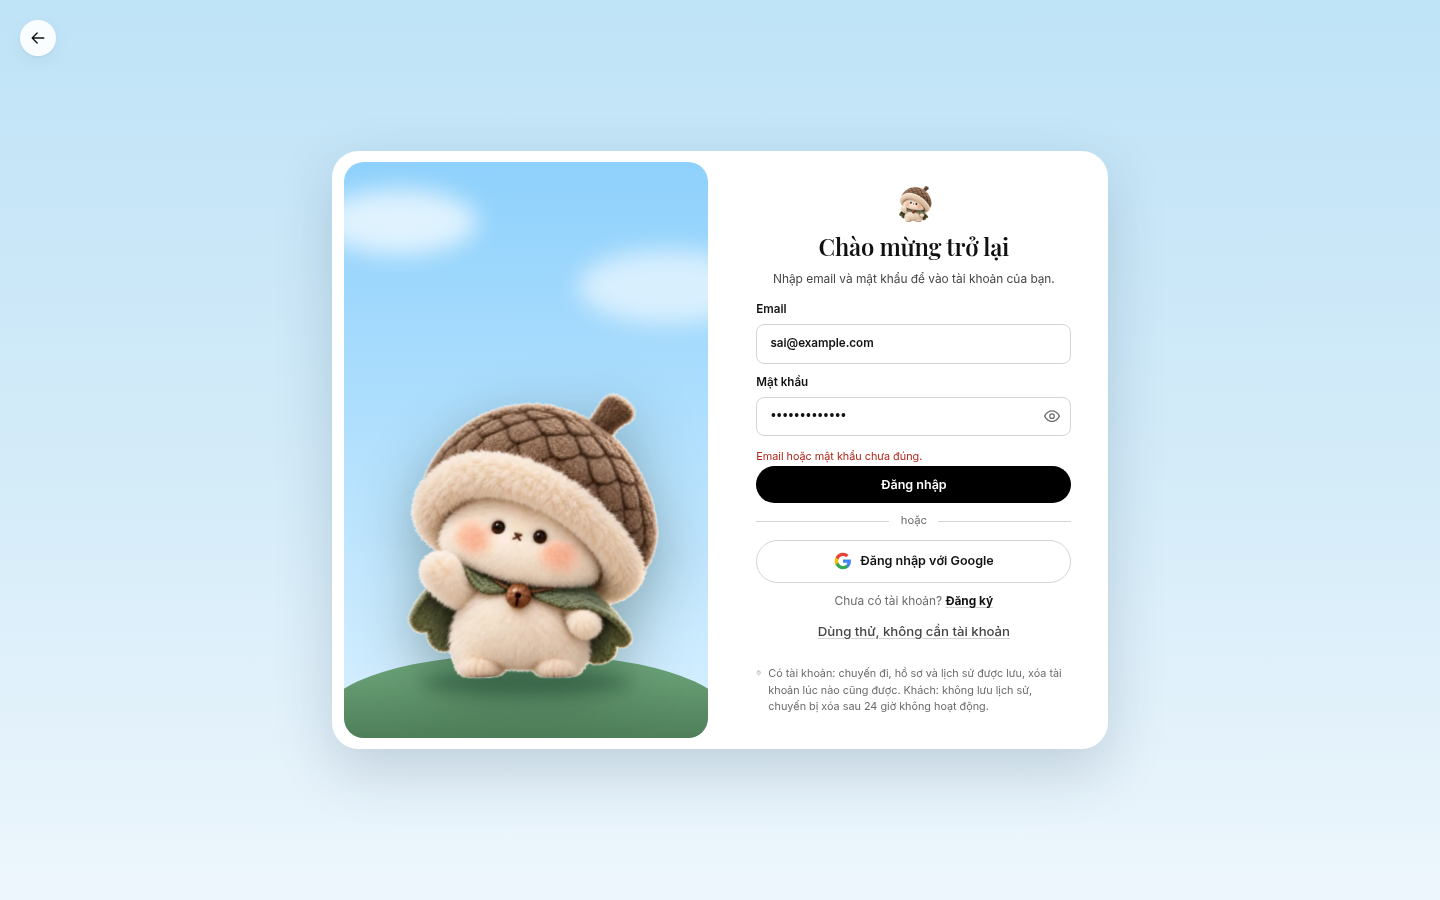 Chào mừng trở lại
Nhập email và mật khẩu để vào tài khoản của bạn.
Email
sai@example.com
Mật khẩu
•••••••••••••
Email hoặc mật khẩu chưa đúng.
Đăng nhập
hoặc
Đăng nhập với Google
Chưa có tài khoản? Đăng ký
Dùng thử, không cần tài khoản
Có tài khoản: chuyến đi, hồ sơ và lịch sử được lưu, xóa tài
khoản lúc nào cũng được. Khách: không lưu lịch sử,
chuyến bị xóa sau 24 giờ không hoạt động.